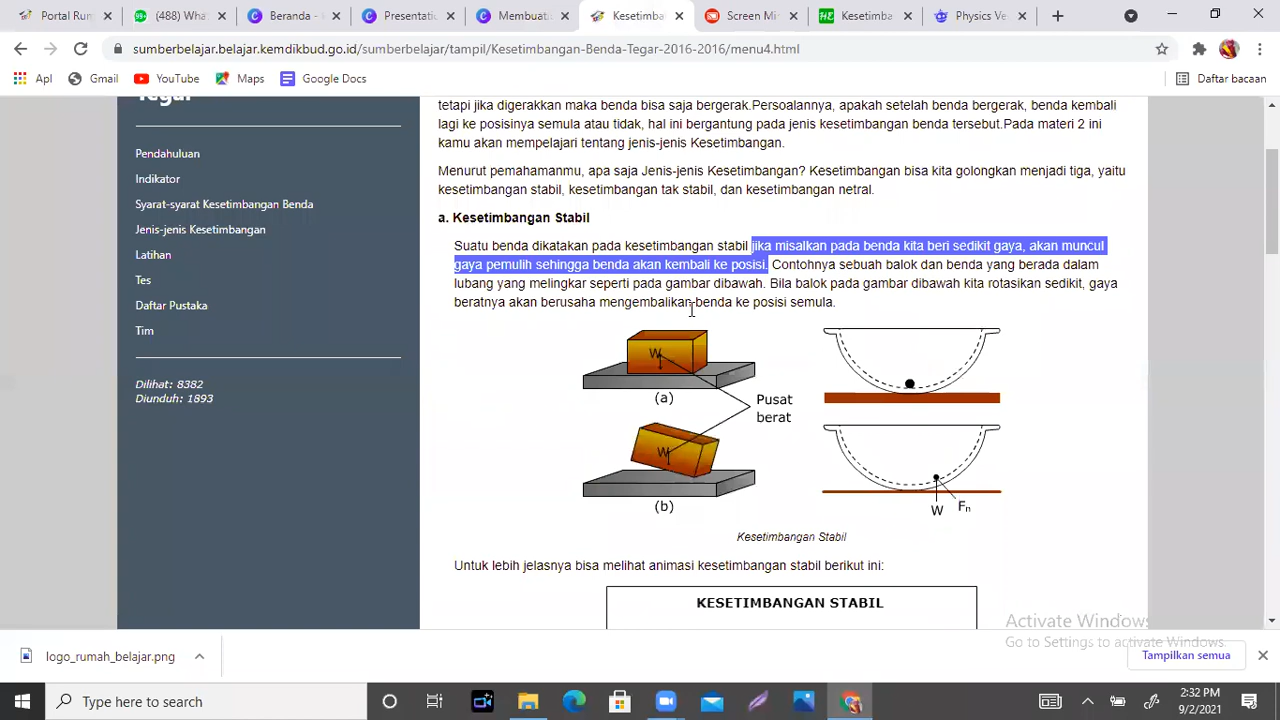 Portal Rum
(488) Wha
Beranda -
Presentati
Membuat
Kesetimba
Screen Mi
Kesetimba
Physics Ve
sumberbelajar.belajar.kemdikbud.go.id/sumberbelajar/tampil/Kesetimbangan-Benda-Tegar-2016-2016/menu4.html
Apl
Gmail
YouTube
Maps
Google Docs
Daftar bacaan
Tegar
Pendahuluan
Indikator
Syarat-syarat Kesetimbangan Benda
Jenis-jenis Kesetimbangan
Latihan
Tes
Daftar Pustaka
Tim
Dilihat: 8382
Diunduh: 1893
tetapi jika digerakkan maka benda bisa saja bergerak.Persoalannya, apakah setelah benda bergerak, benda kembali
lagi ke posisinya semula atau tidak, hal ini bergantung pada jenis kesetimbangan benda tersebut.Pada materi 2 ini
kamu akan mempelajari tentang jenis-jenis Kesetimbangan.
Menurut pemahamanmu, apa saja Jenis-jenis Kesetimbangan? Kesetimbangan bisa kita golongkan menjadi tiga, yaitu
kesetimbangan stabil, kesetimbangan tak stabil, dan kesetimbangan netral.
a. Kesetimbangan Stabil
Suatu benda dikatakan pada kesetimbangan stabil jika misalkan pada benda kita beri sedikit gaya, akan muncul
gaya pemulih sehingga benda akan kembali ke posisi. Contohnya sebuah balok dan benda yang berada dalam
lubang yang melingkar seperti pada gambar dibawah. Bila balok pada gambar dibawah kita rotasikan sedikit, gaya
beratnya akan berusaha mengembalikan benda ke posisi semula.
W
(a)
Pusat
berat
W
(b)
W
Fn
Kesetimbangan Stabil
Untuk lebih jelasnya bisa melihat animasi kesetimbangan stabil berikut ini:
KESETIMBANGAN STABIL
Activate Windows
Go to Settings to activate Windows.
logo_rumah_belajar.png
Tampilkan semua
Type here to search
2:32 PM
9/2/2021